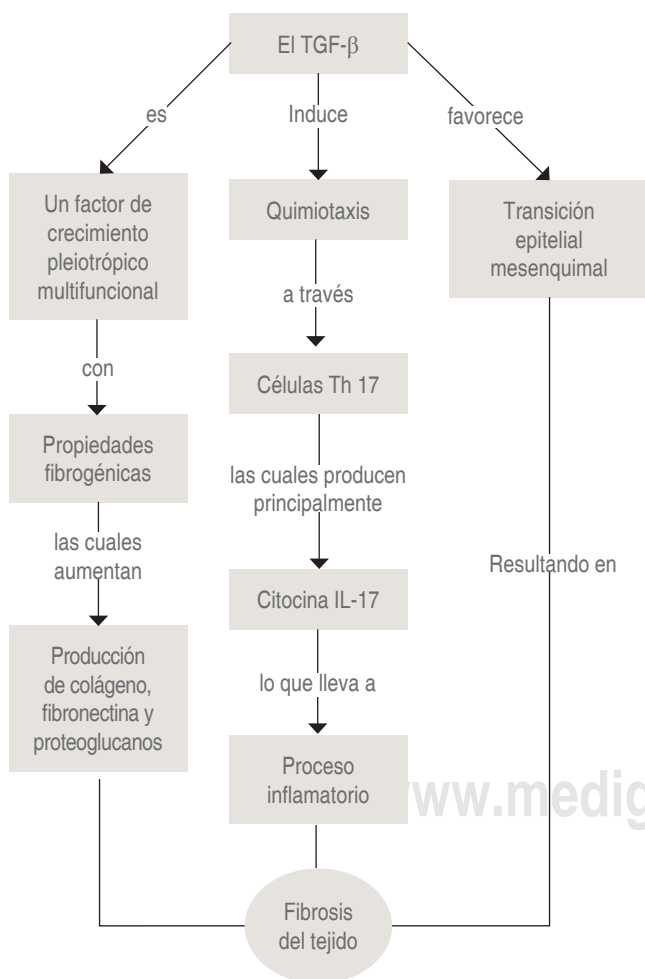 El TGF-β
es
Induce
favorece
Un factor de
crecimiento
pleiotrópico
multifuncional
Quimiotaxis
Transición
epitelial
mesenquimal
a través
con
Células Th 17
Propiedades
fibrogénicas
las cuales producen
principalmente
las cuales
aumentan
Resultando en
Citocina IL-17
Producción
de colágeno,
fibronectina y
proteoglucanos
lo que lleva a
Proceso
inflamatorio
www.medig
Fibrosis
del tejido